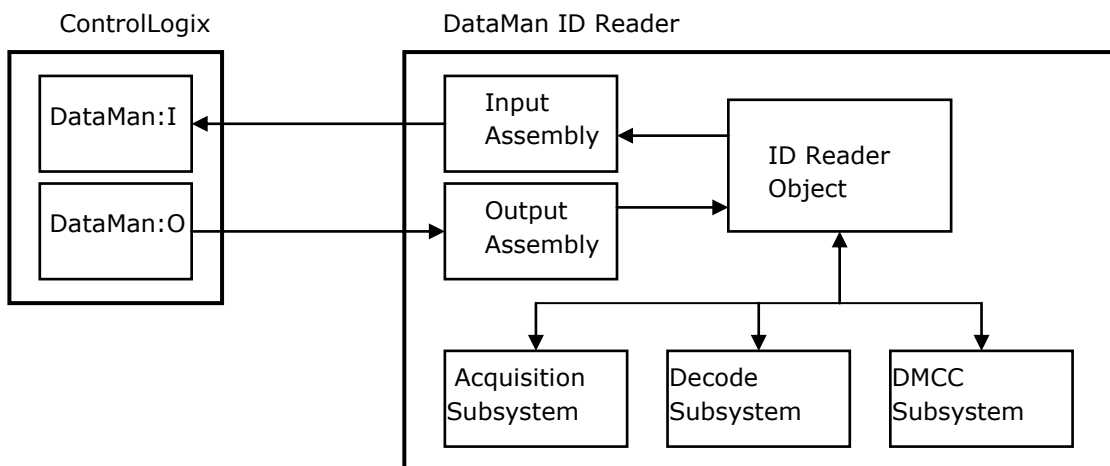 ControlLogix
DataMan ID Reader
DataMan:I
Input
Assembly
ID Reader
Object
DataMan:O
Output
Assembly
Acquisition
Subsystem
Decode
Subsystem
DMCC
Subsystem